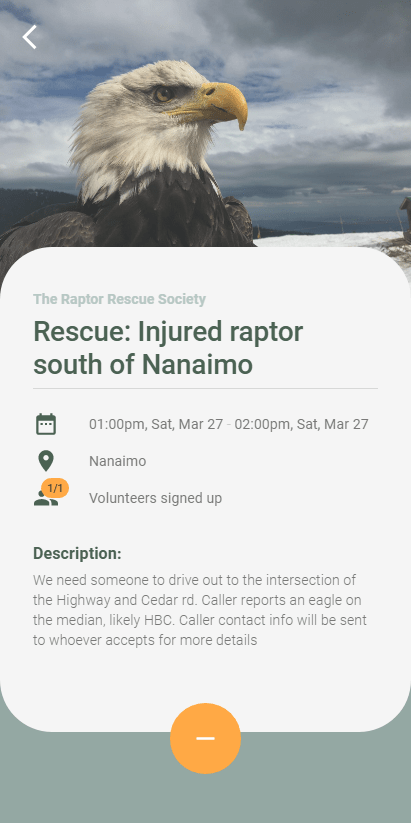 The Raptor Rescue Society
Rescue: Injured raptor
south of Nanaimo
01:00pm, Sat, Mar 27 - 02:00pm, Sat, Mar 27
Nanaimo
1/1
Volunteers signed up
Description:
We need someone to drive out to the intersection of
the Highway and Cedar rd. Caller reports an eagle on
the median, likely HBC. Caller contact info will be sent
to whoever accepts for more details